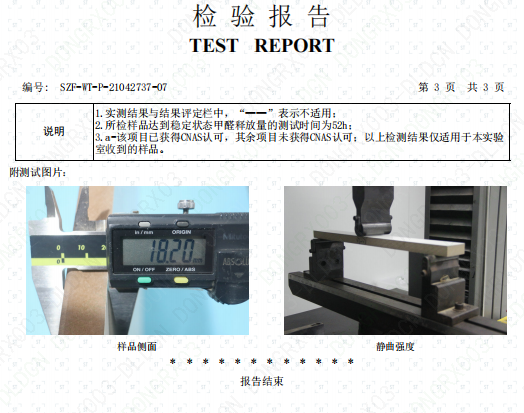 检 验 报 告
TEST REPORT
编号: SZF-WT-P-21042737-07 第 3 页 共 3 页
说明
1.实测结果与结果评定栏中，“——”表示不适用；
2.所检样品达到稳定状态甲醛释放量的测试时间为52h；
3.a-该项目已获得CNAS认可，其余项目未获得CNAS认可；以上检测结果仅适用于本实验
室收到的样品。
附测试图片:
in / mm ORIGIN
18.20
0 10 20
ABSOLUTE
ON / OFF ZERO / ABS
样品侧面 静曲强度
* * * * * * * * * * * *
报告结束